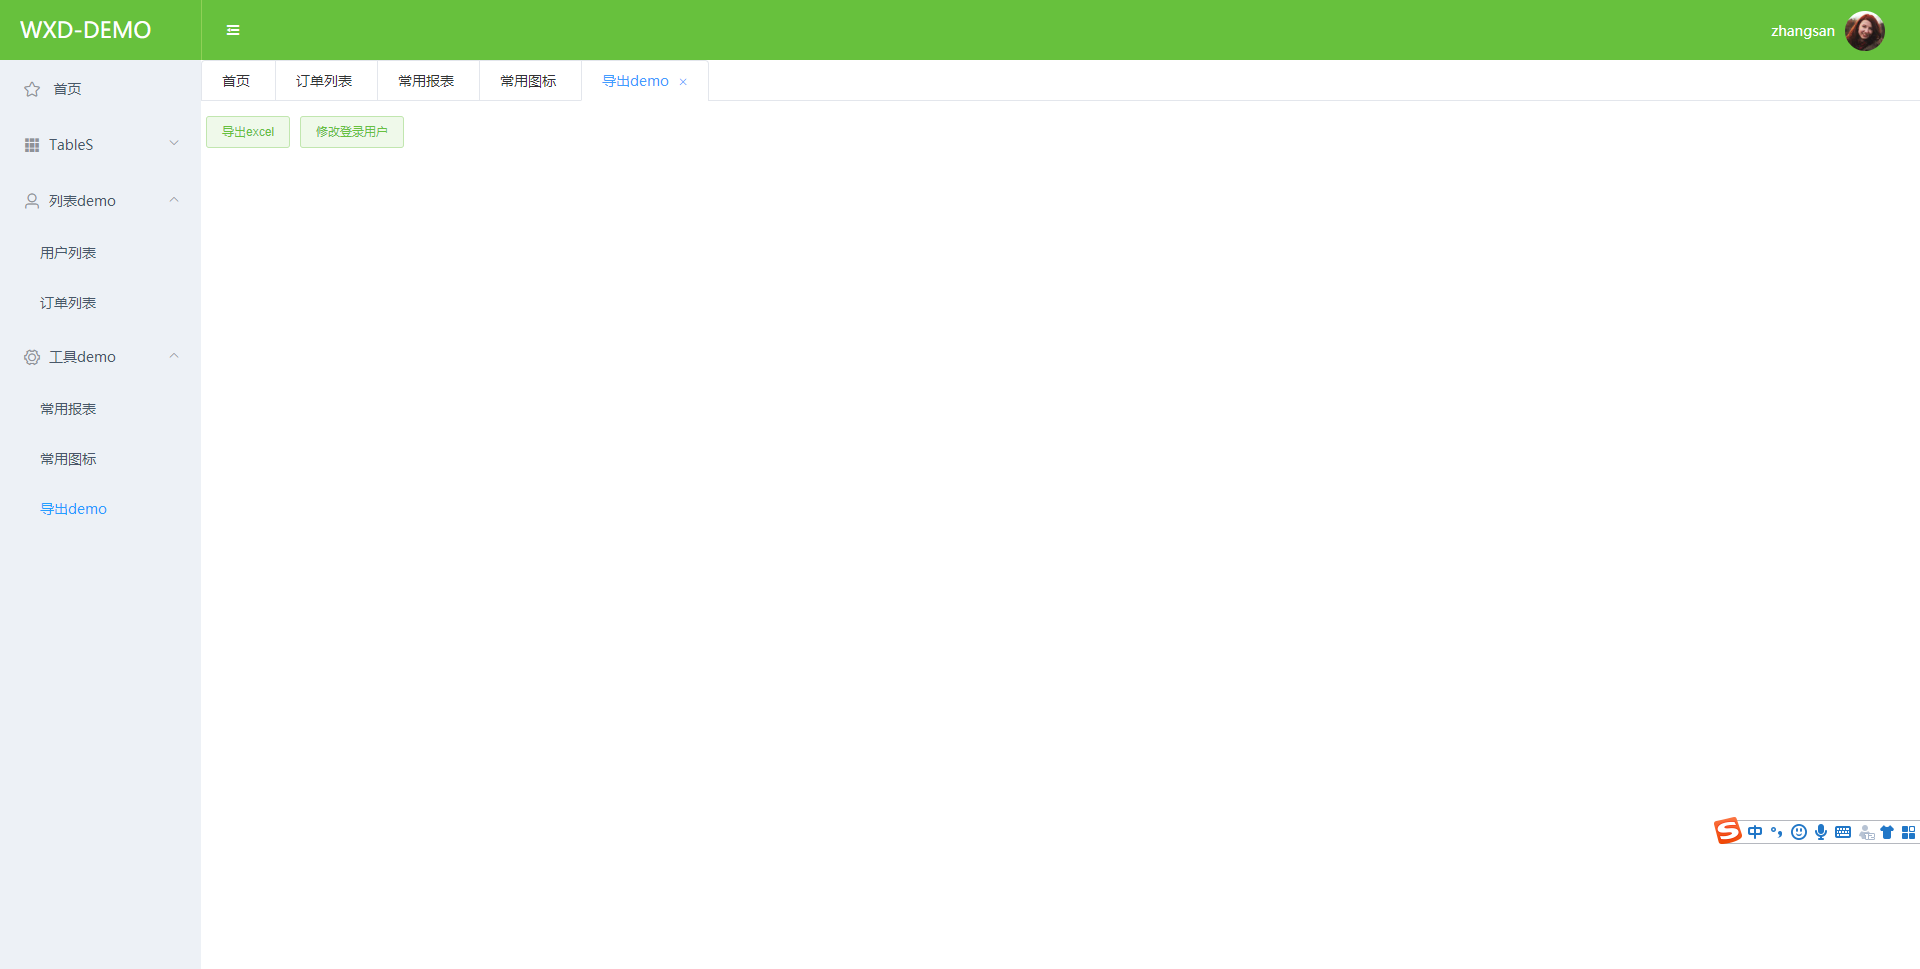 WXD-DEMO
zhangsan
首页
TableS
列表demo
用户列表
订单列表
工具demo
常用报表
常用图标
导出demo
首页
订单列表
常用报表
常用图标
导出demo ×
导出excel
修改登录用户
中